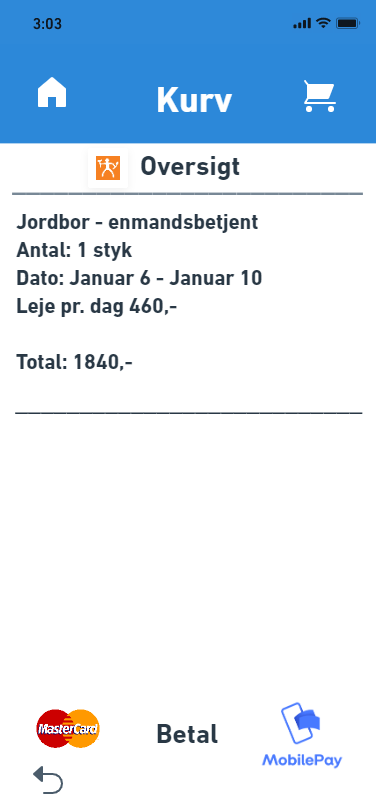 3:03
Kurv
Oversigt
Jordbor - enmandsbetjent
Antal: 1 styk
Dato: Januar 6 - Januar 10
Leje pr. dag 460,-
Total: 1840,-
MasterCard
Betal
MobilePay